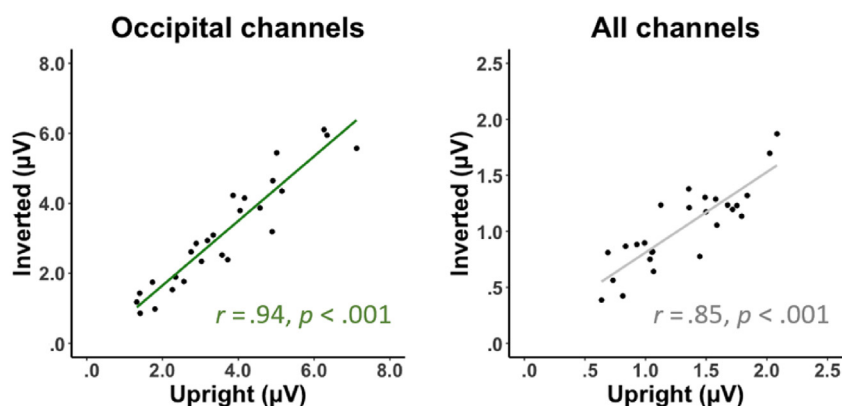 Occipital channels
8.0
6.0
4.0
2.0
.0
Inverted (µV)
r =.94, p < .001
.0 2.0 4.0 6.0 8.0
Upright (µV)
All channels
2.5
2.0
1.5
1.0
.5
.0
Inverted (µV)
r =.85, p < .001
.0 .5 1.0 1.5 2.0 2.5
Upright (µV)